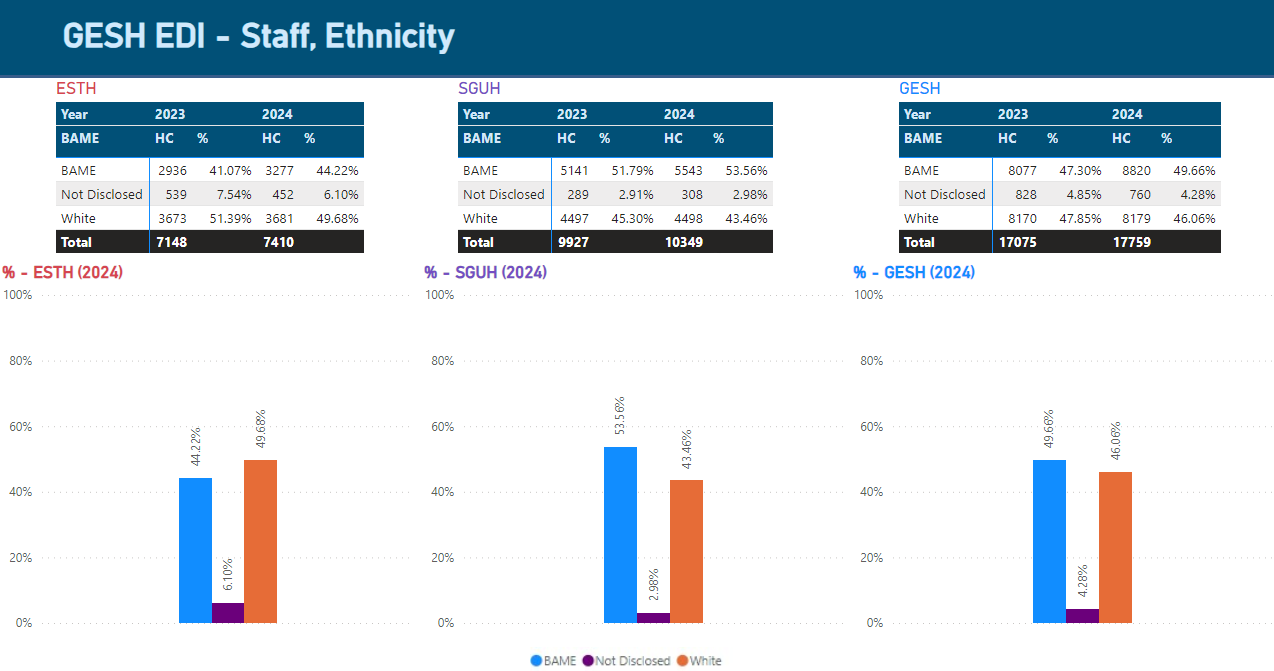 GESH EDI - Staff, Ethnicity
ESTH
Year 2023 2024
BAME HC % HC %
BAME 2936 41.07% 3277 44.22%
Not Disclosed 539 7.54% 452 6.10%
White 3673 51.39% 3681 49.68%
Total 7148 7410
SGUH
Year 2023 2024
BAME HC % HC %
BAME 5141 51.79% 5543 53.56%
Not Disclosed 289 2.91% 308 2.98%
White 4497 45.30% 4498 43.46%
Total 9927 10349
GESH
Year 2023 2024
BAME HC % HC %
BAME 8077 47.30% 8820 49.66%
Not Disclosed 828 4.85% 760 4.28%
White 8170 47.85% 8179 46.06%
Total 17075 17759
% - ESTH (2024)
100%
80%
60%
40%
20%
0%
44.22%
6.10%
49.68%
% - SGUH (2024)
100%
80%
60%
40%
20%
0%
53.56%
2.98%
43.46%
% - GESH (2024)
100%
80%
60%
40%
20%
0%
49.66%
4.28%
46.06%
BAME Not Disclosed White